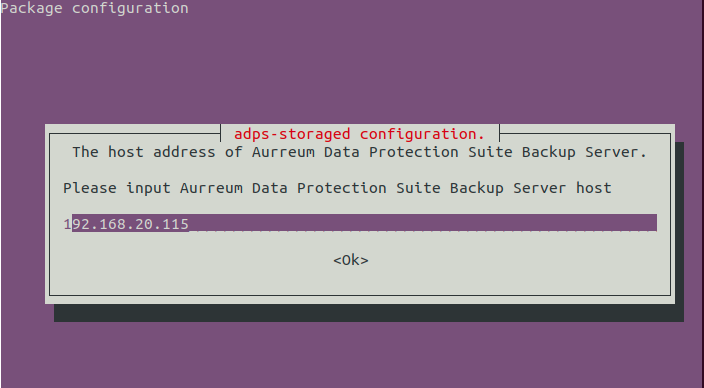 Package configuration
adps-storaged configuration.
The host address of Aurreum Data Protection Suite Backup Server.
Please input Aurreum Data Protection Suite Backup Server host
192.168.20.115
<Ok>